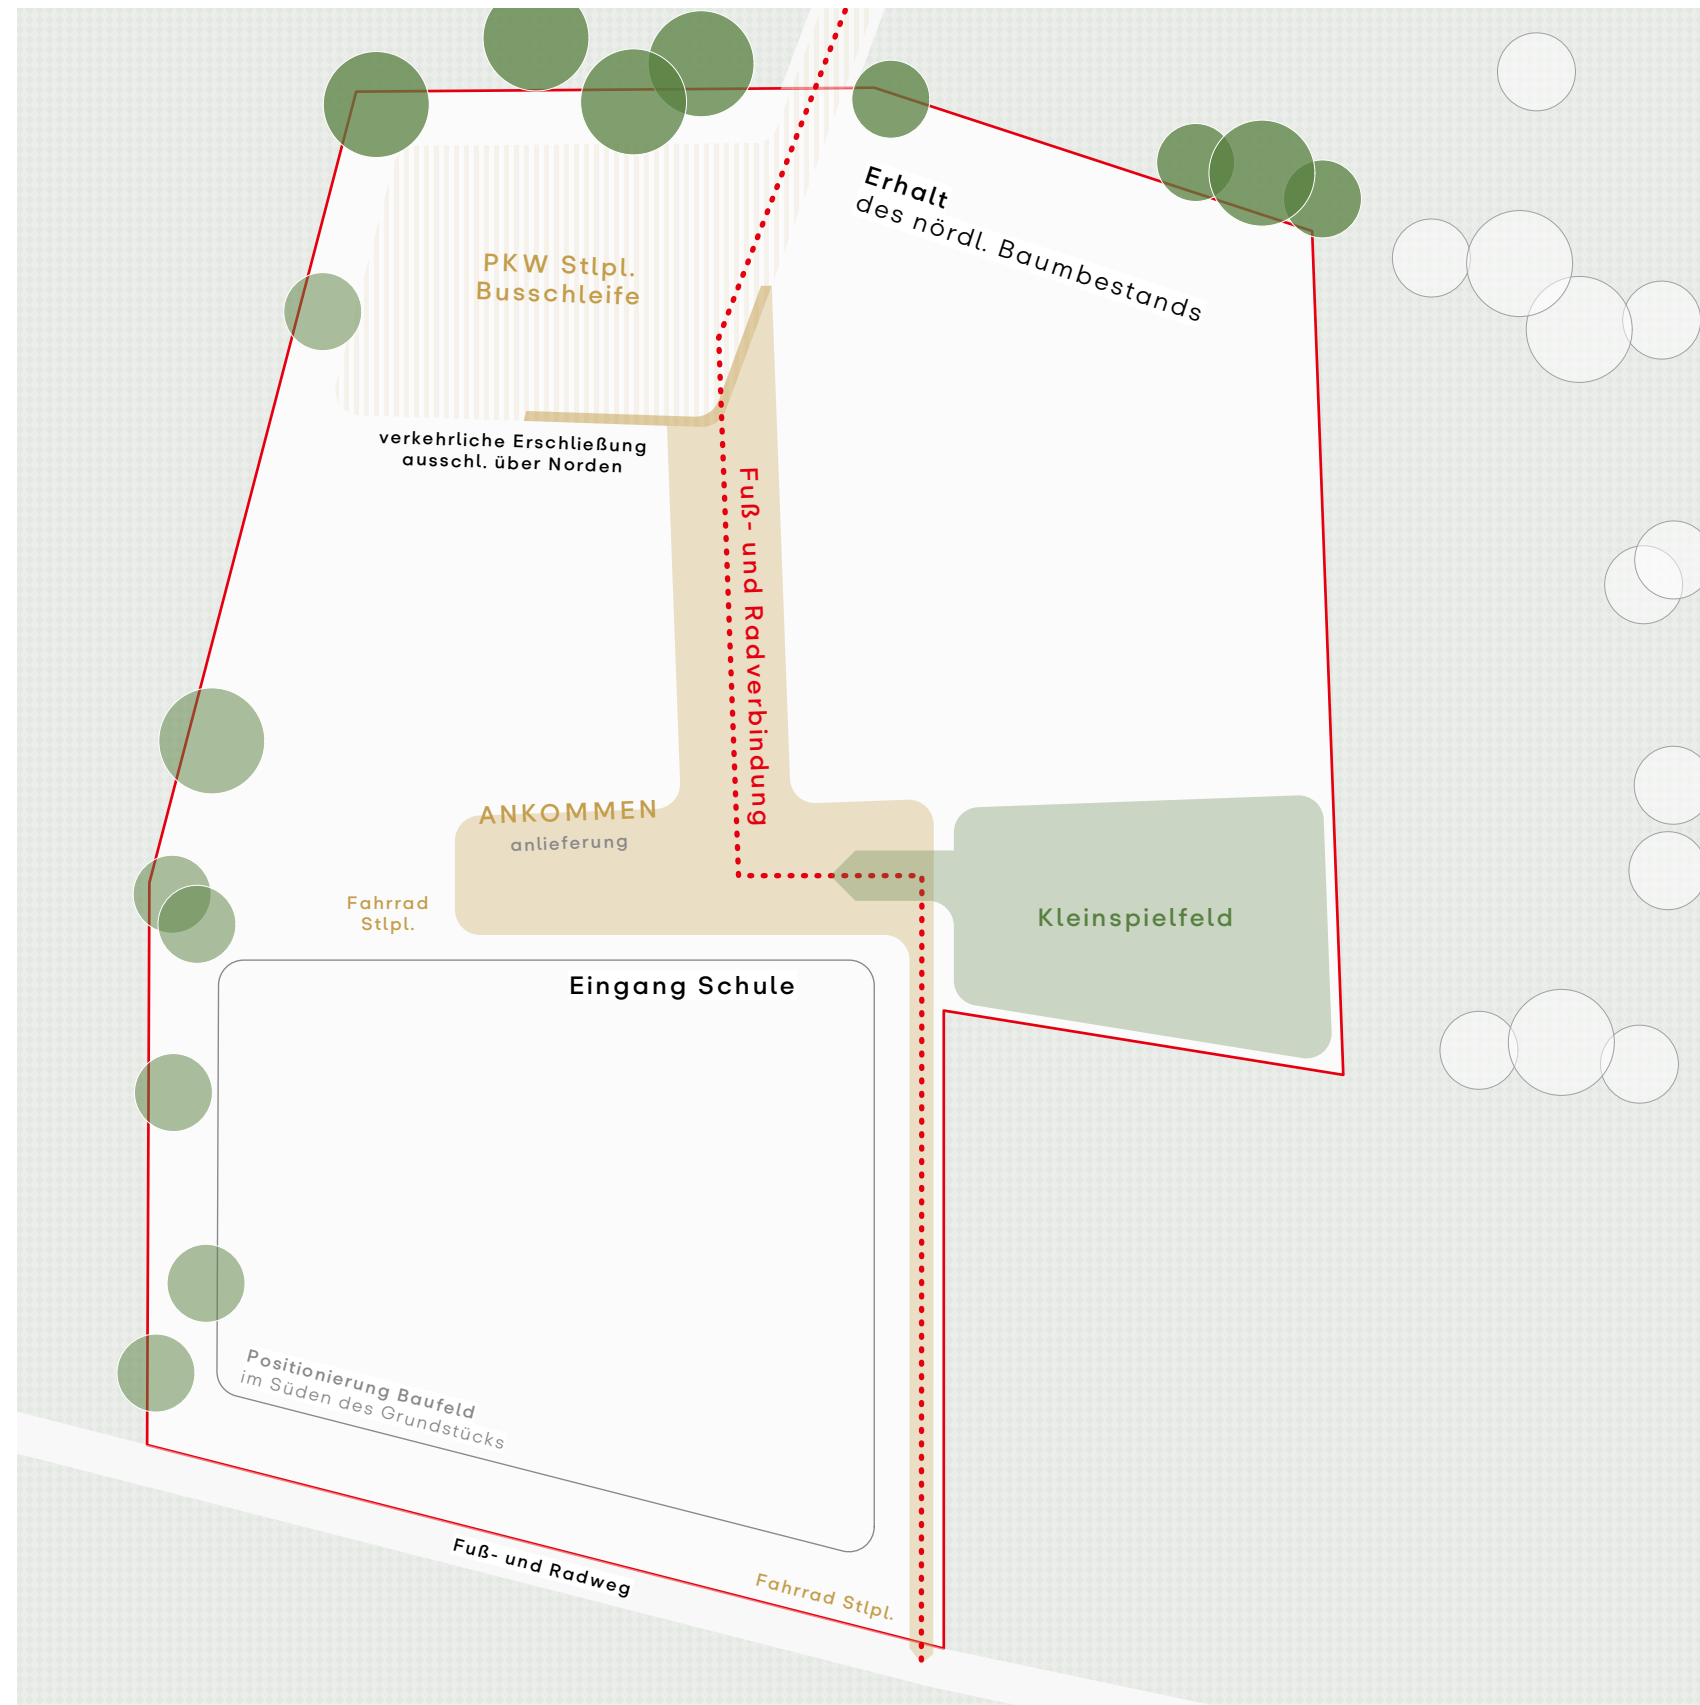 Erhalt
des nördl. Baumbestands
PKW Stlpl.
Busschleife
verkehrliche Erschließung
ausschl. über Norden
Fuß- und Radverbindung
ANKOMMEN
anlieferung
Fahrrad
Stlpl.
Kleinspielfeld
Eingang Schule
Positionierung Baufeld
im Süden des Grundstücks
Fuß- und Radweg
Fahrrad Stlpl.